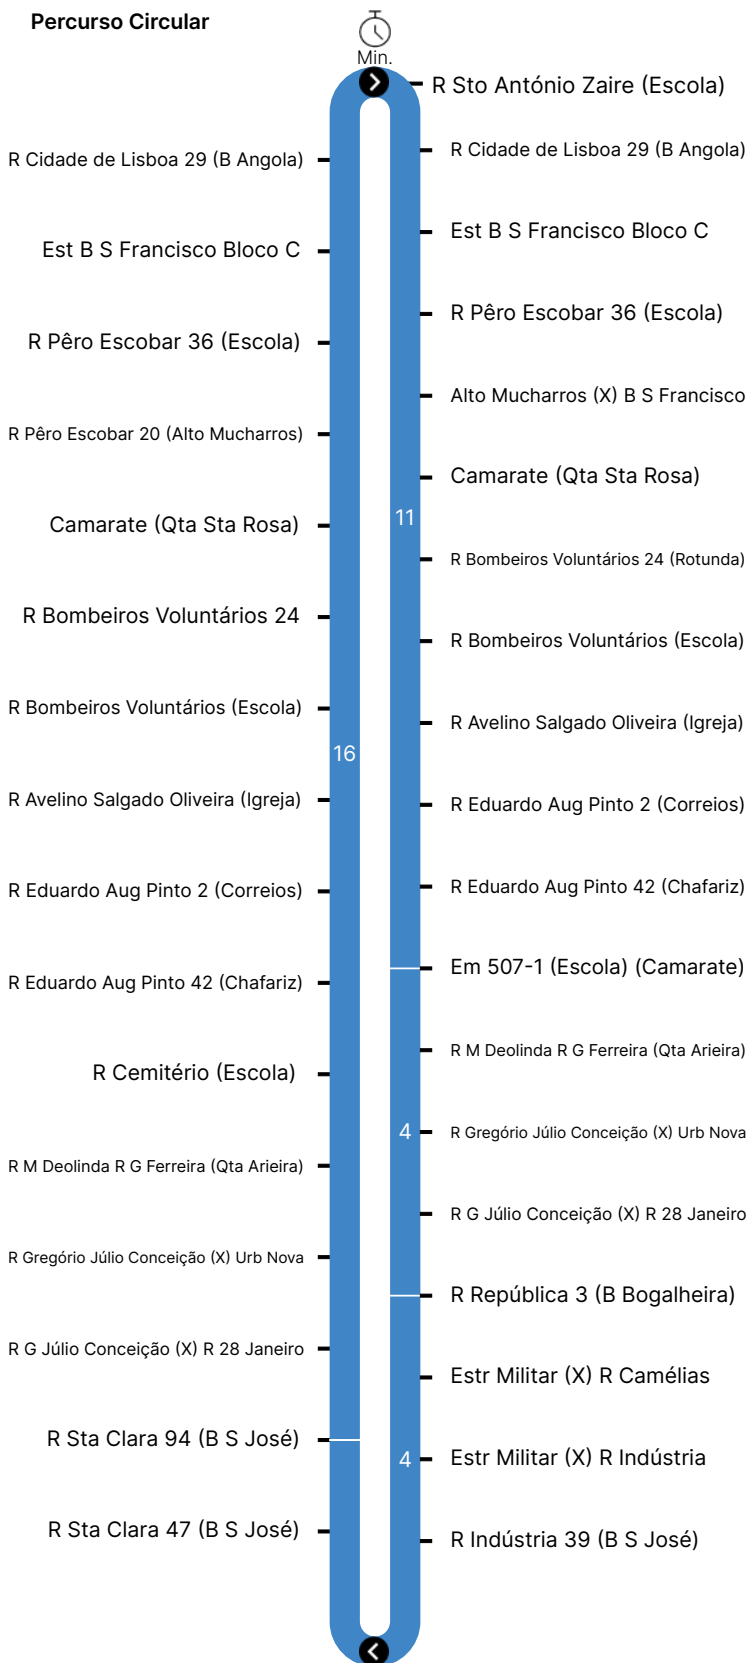 Percurso Circular
Min.
R Sto António Zaire (Escola)
R Cidade de Lisboa 29 (B Angola)
Est B S Francisco Bloco C
R Pêro Escobar 36 (Escola)
Alto Mucharros (X) B S Francisco
Camarate (Qta Sta Rosa)
11
R Bombeiros Voluntários 24 (Rotunda)
R Bombeiros Voluntários (Escola)
R Avelino Salgado Oliveira (Igreja)
R Eduardo Aug Pinto 2 (Correios)
R Eduardo Aug Pinto 42 (Chafariz)
Em 507-1 (Escola) (Camarate)
R M Deolinda R G Ferreira (Qta Arieira)
4
R Gregório Júlio Conceição (X) Urb Nova
R G Júlio Conceição (X) R 28 Janeiro
R República 3 (B Bogalheira)
Estr Militar (X) R Camélias
4
Estr Militar (X) R Indústria
R Indústria 39 (B S José)
R Cidade de Lisboa 29 (B Angola)
Est B S Francisco Bloco C
R Pêro Escobar 36 (Escola)
R Pêro Escobar 20 (Alto Mucharros)
Camarate (Qta Sta Rosa)
R Bombeiros Voluntários 24
R Bombeiros Voluntários (Escola)
16
R Avelino Salgado Oliveira (Igreja)
R Eduardo Aug Pinto 2 (Correios)
R Eduardo Aug Pinto 42 (Chafariz)
R Cemitério (Escola)
R M Deolinda R G Ferreira (Qta Arieira)
R Gregório Júlio Conceição (X) Urb Nova
R G Júlio Conceição (X) R 28 Janeiro
R Sta Clara 94 (B S José)
R Sta Clara 47 (B S José)